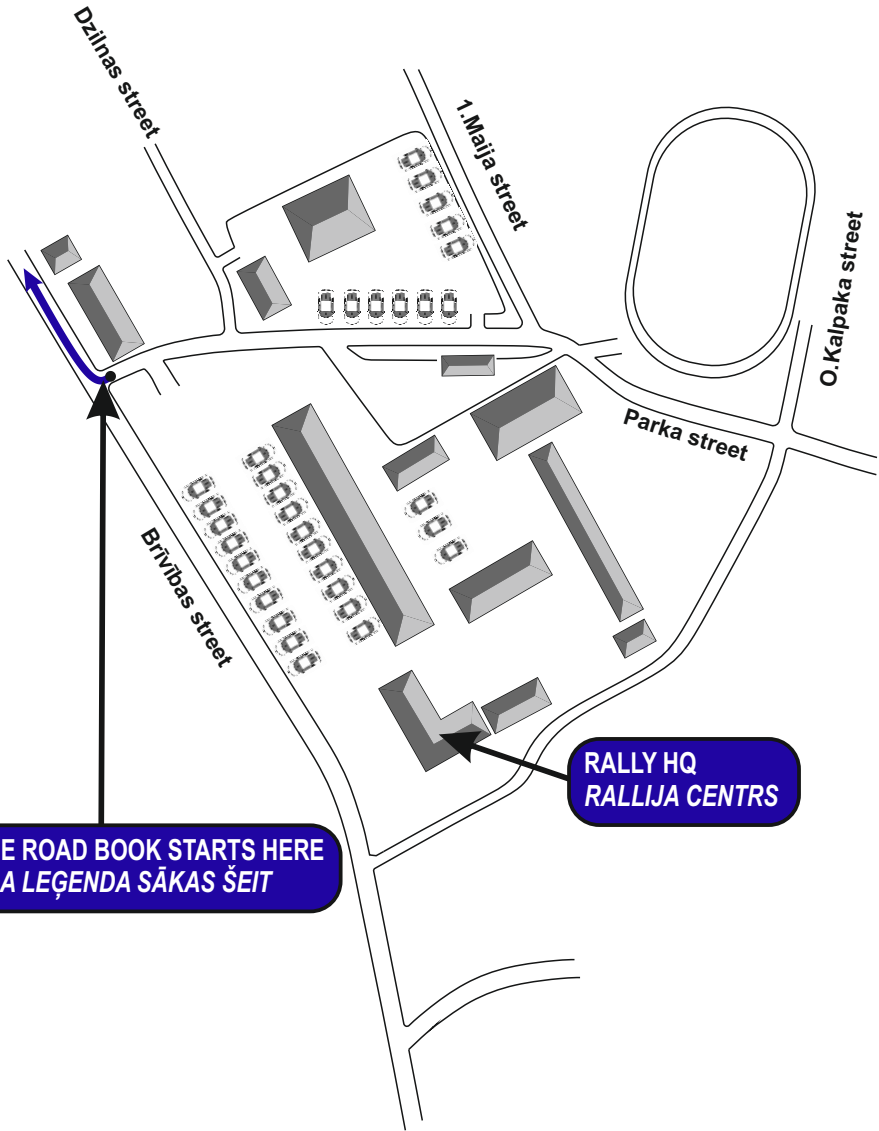 Dzilnas street
1.Maija street
O.Kalpaka street
Parka street
Brīvības street
RALLY HQ
RALLIJA CENTRS
E ROAD BOOK STARTS HERE
A LEĢENDA SĀKAS ŠEIT